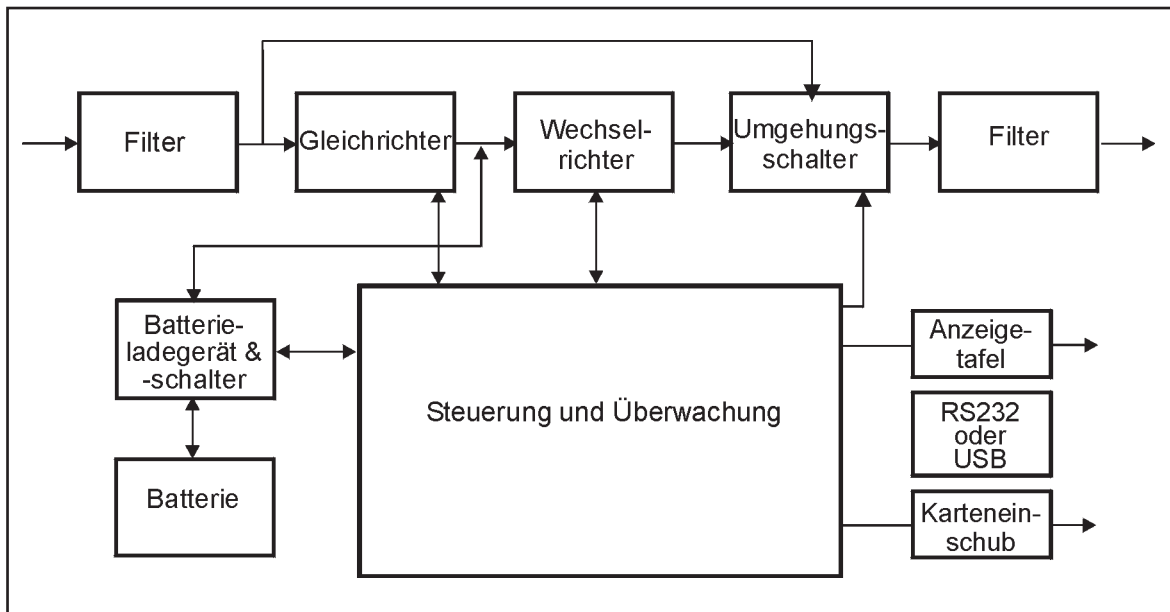 Filter
Gleichrichter
Wechsel-
richter
Umgehungs-
schalter
Filter
Batterie-
ladegerät &
-schalter
Batterie
Steuerung und Überwachung
Anzeige-
tafel
RS232
oder
USB
Karteneinn-
schub